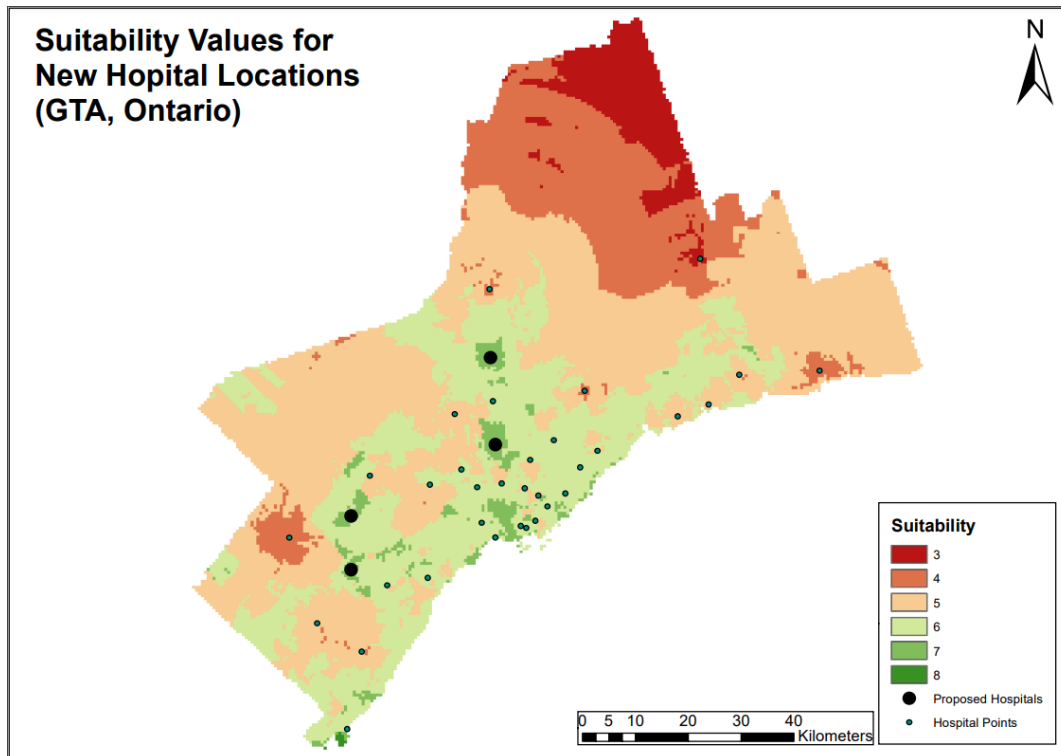 Suitability Values for
New Hopital Locations
(GTA, Ontario)
N
Suitability
3
4
5
6
7
8
Proposed Hospitals
Hospital Points
0 5 10 20 30 40
Kilometers